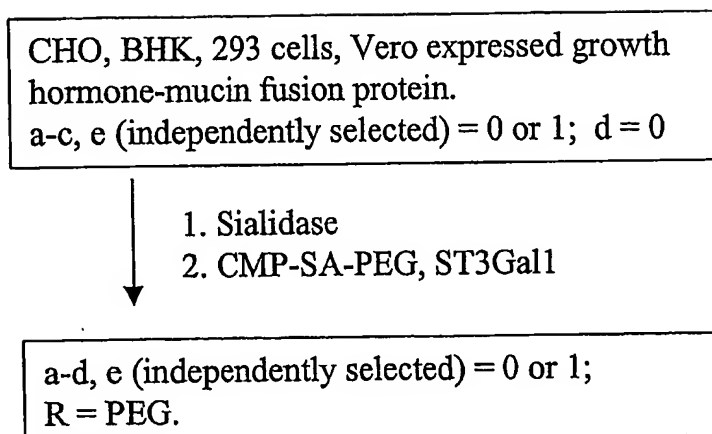 CHO, BHK, 293 cells, Vero expressed growth
hormone-mucin fusion protein.
a-c, e (independently selected) = 0 or 1; d = 0
1. Sialidase
2. CMP-SA-PEG, ST3Gal1
a-d, e (independently selected) = 0 or 1;
R = PEG.